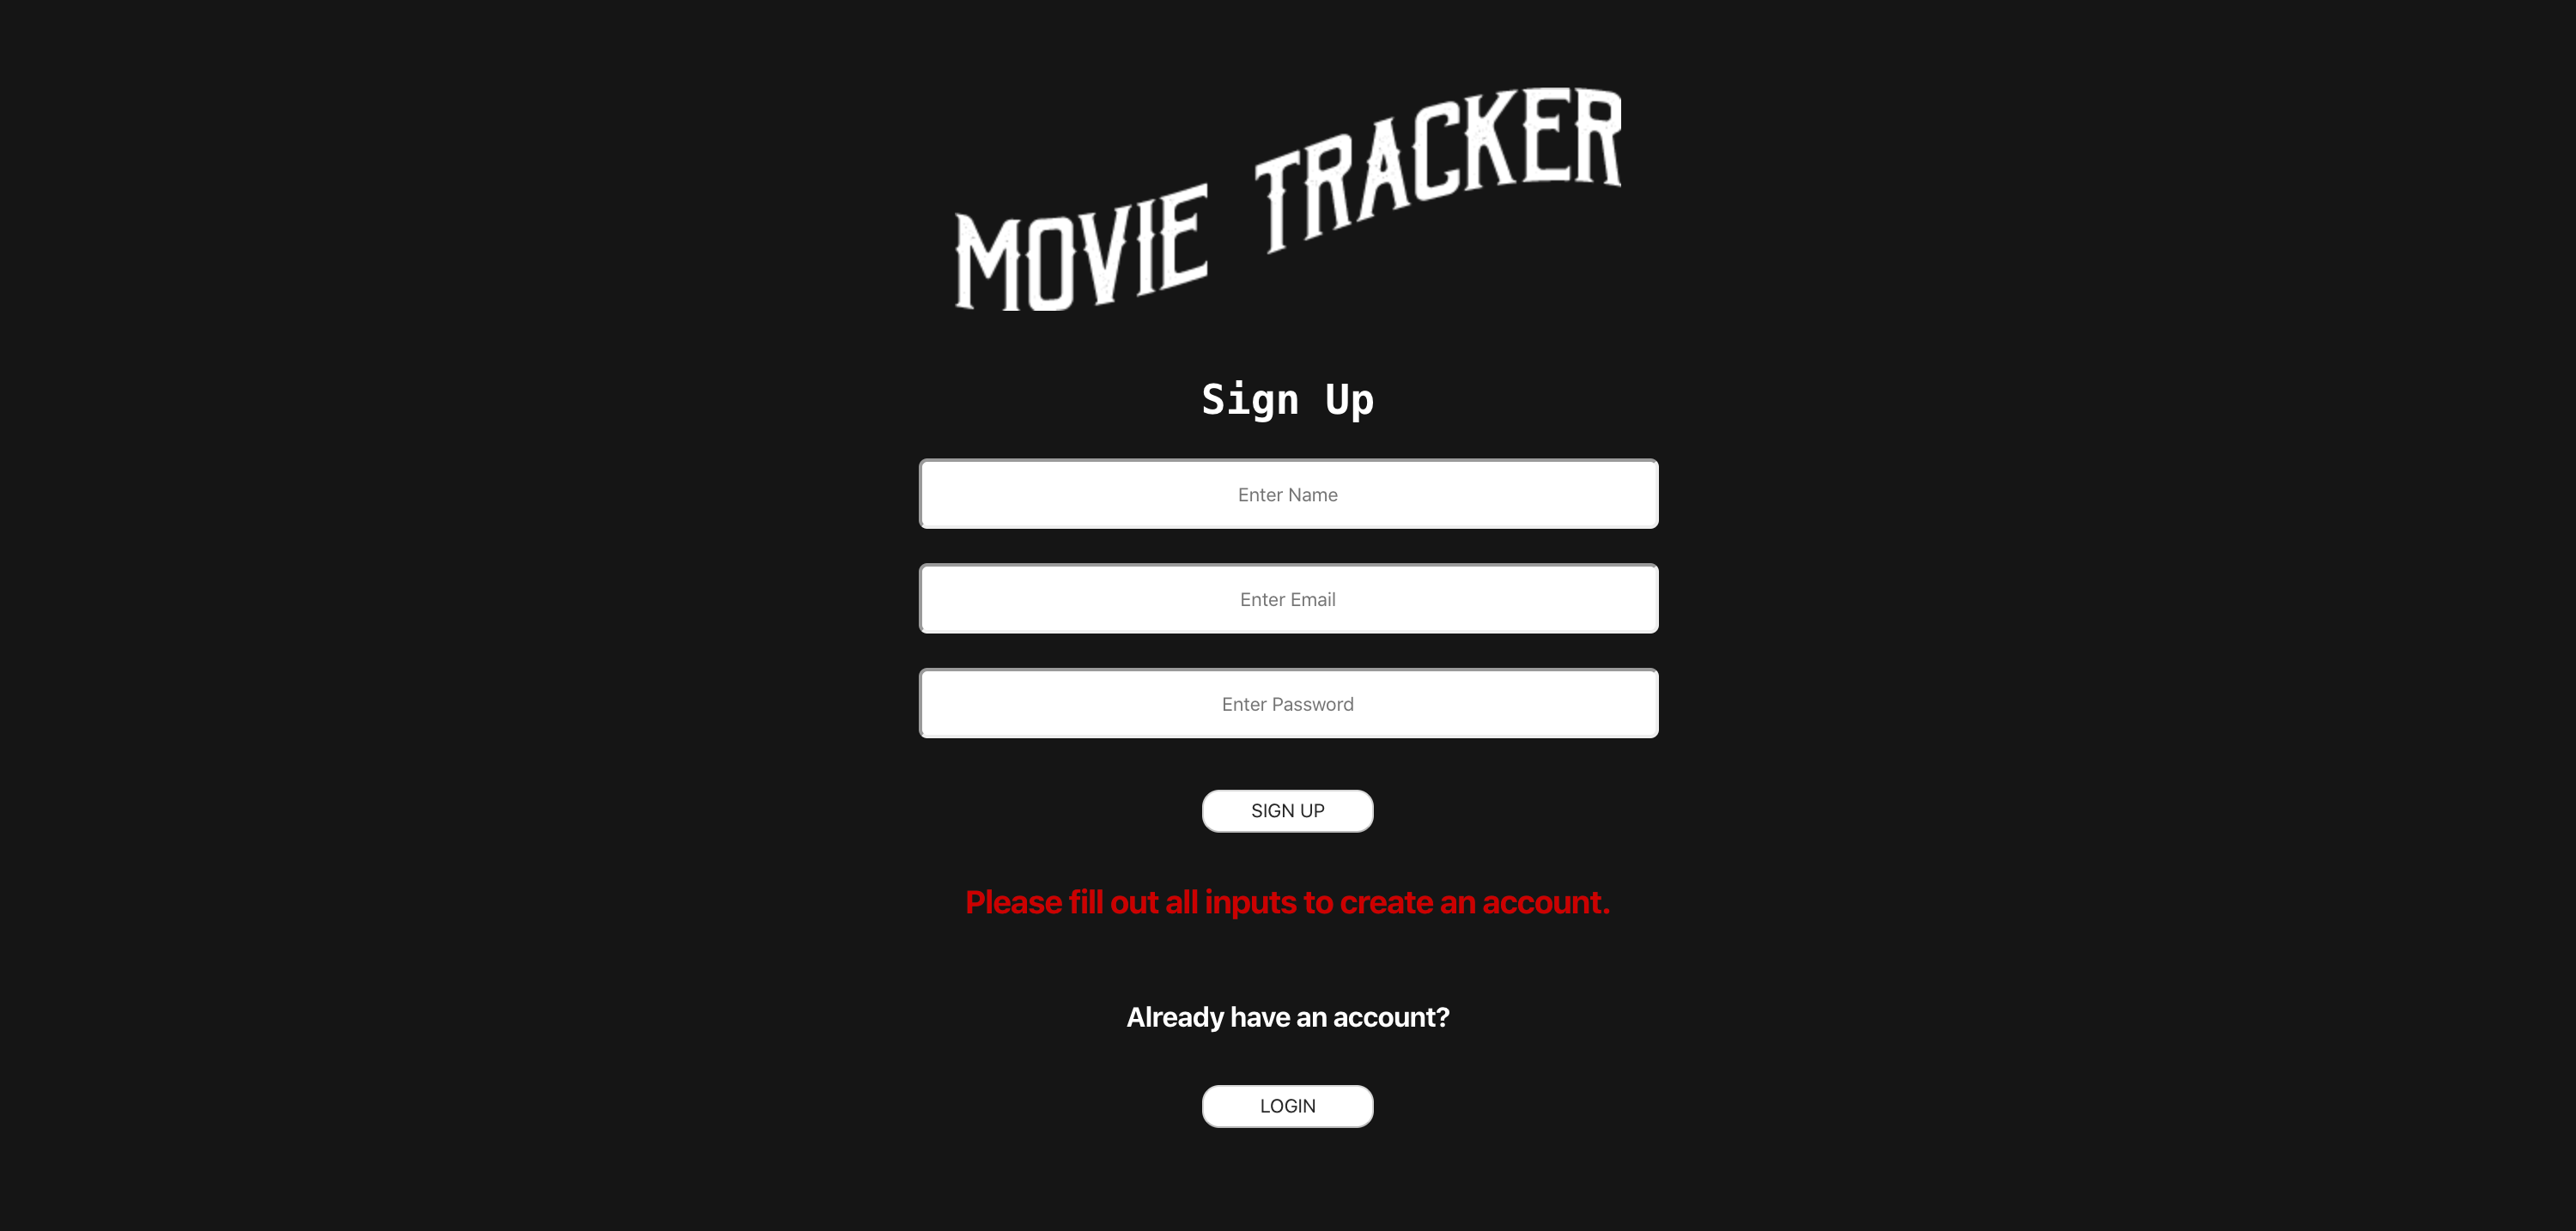 MOVIE TRACKER
Sign Up
Enter Name
Enter Email
Enter Password
SIGN UP
Please fill out all inputs to create an account.
Already have an account?
LOGIN